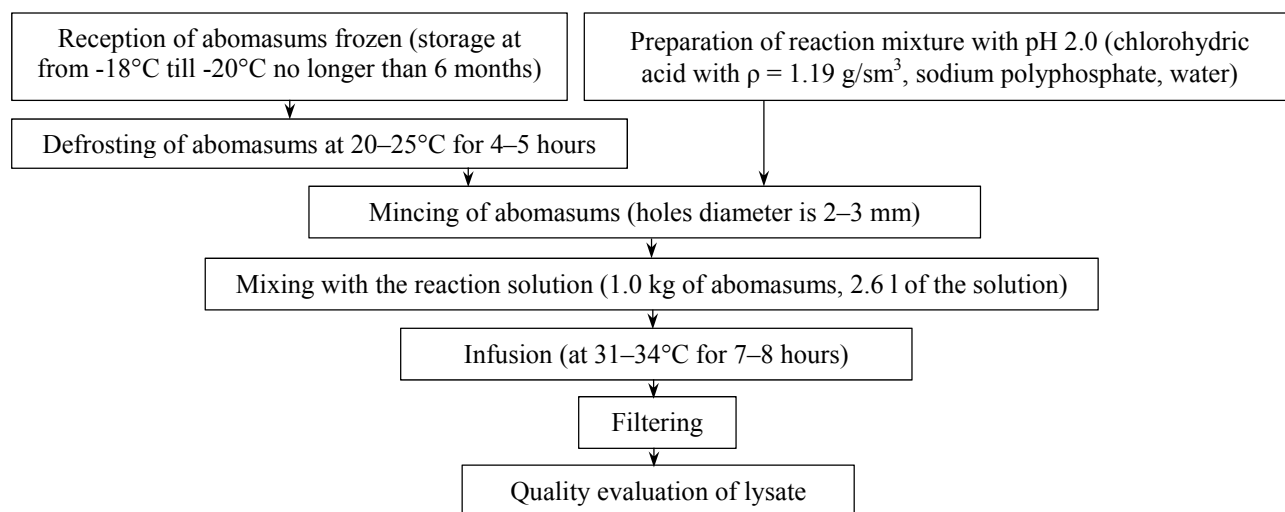 Reception of abomasums frozen (storage at
from -18°C till -20°C no longer than 6 months)
Preparation of reaction mixture with pH 2.0 (chlorohydric
acid with ρ = 1.19 g/sm³, sodium polyphosphate, water)
Defrosting of abomasums at 20–25°C for 4–5 hours
Mincing of abomasums (holes diameter is 2–3 mm)
Mixing with the reaction solution (1.0 kg of abomasums, 2.6 l of the solution)
Infusion (at 31–34°C for 7–8 hours)
Filtering
Quality evaluation of lysate